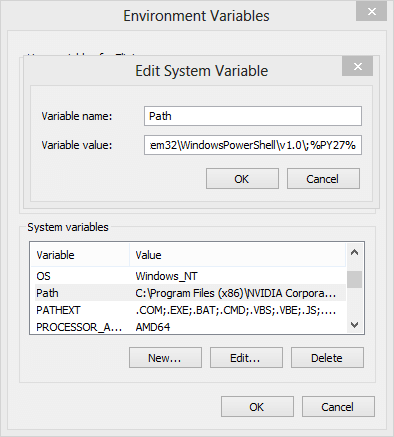 Environment Variables
Edit System Variable
Variable name:
Path
Variable value:
em32\WindowsPowerShell\v1.0\;%PY27%
OK
Cancel
System variables
Variable Value
OS Windows_NT
Path C:\Program Files (x86)\NVIDIA Corpora...
PATHEXT .COM;.EXE;.BAT;.CMD;.VBS;.VBE;.JS;....
PROCESSOR_A... AMD64
New...
Edit...
Delete
OK
Cancel